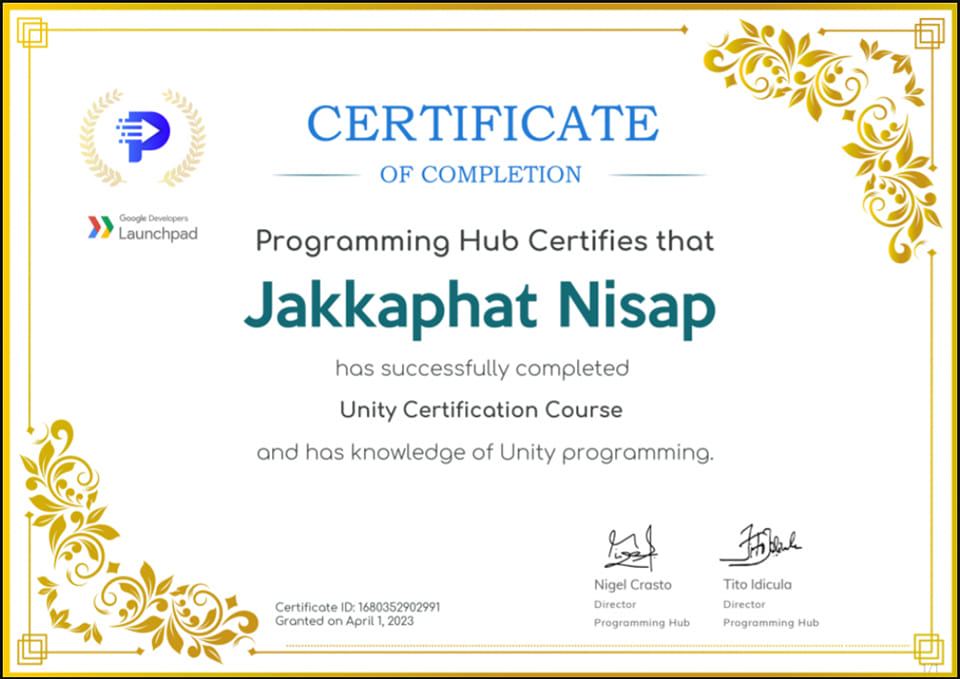 CERTIFICATE
OF COMPLETION
Google Developers
Launchpad
Programming Hub Certifies that
Jakkaphat Nisap
has successfully completed
Unity Certification Course
and has knowledge of Unity programming.
Nigel Crasto
Director
Programming Hub
Tito Idicula
Director
Programming Hub
Certificate ID: 1680352902991
Granted on April 1, 2023